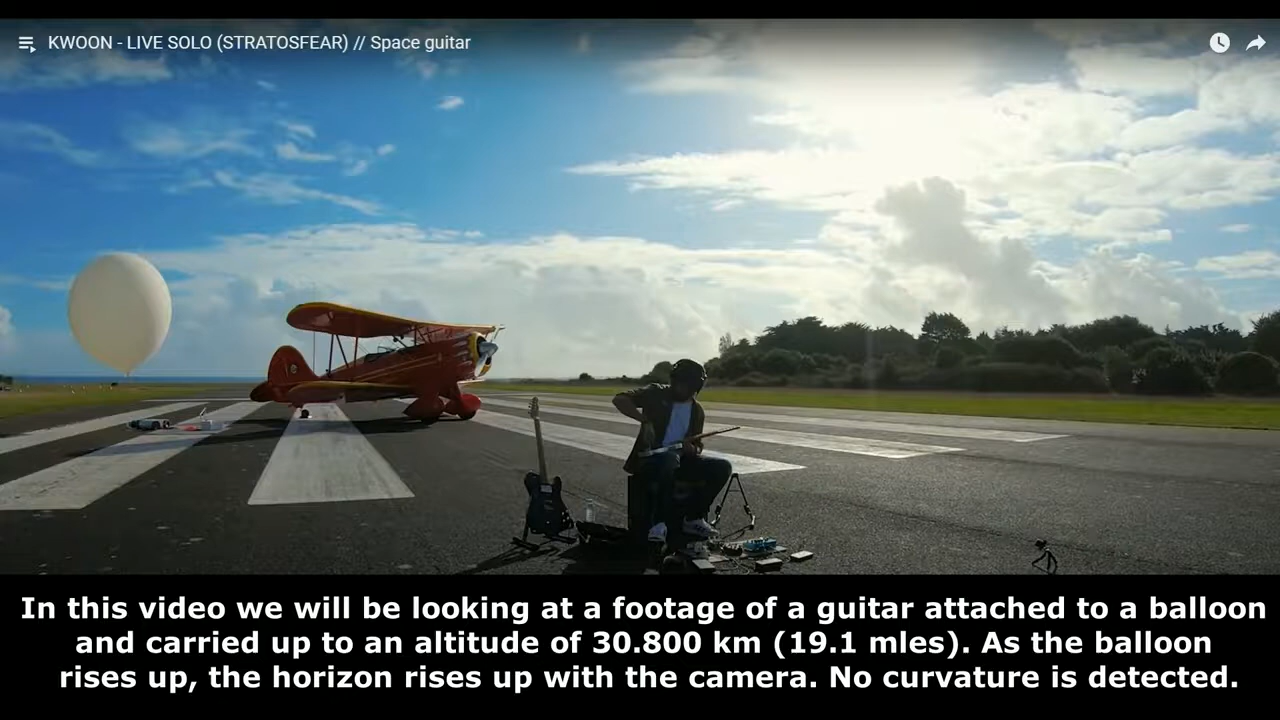 KWOON - LIVE SOLO (STRATOSFEAR) // Space guitar
In this video we will be looking at a footage of a guitar attached to a balloon
and carried up to an altitude of 30.800 km (19.1 mles). As the balloon
rises up, the horizon rises up with the camera. No curvature is detected.